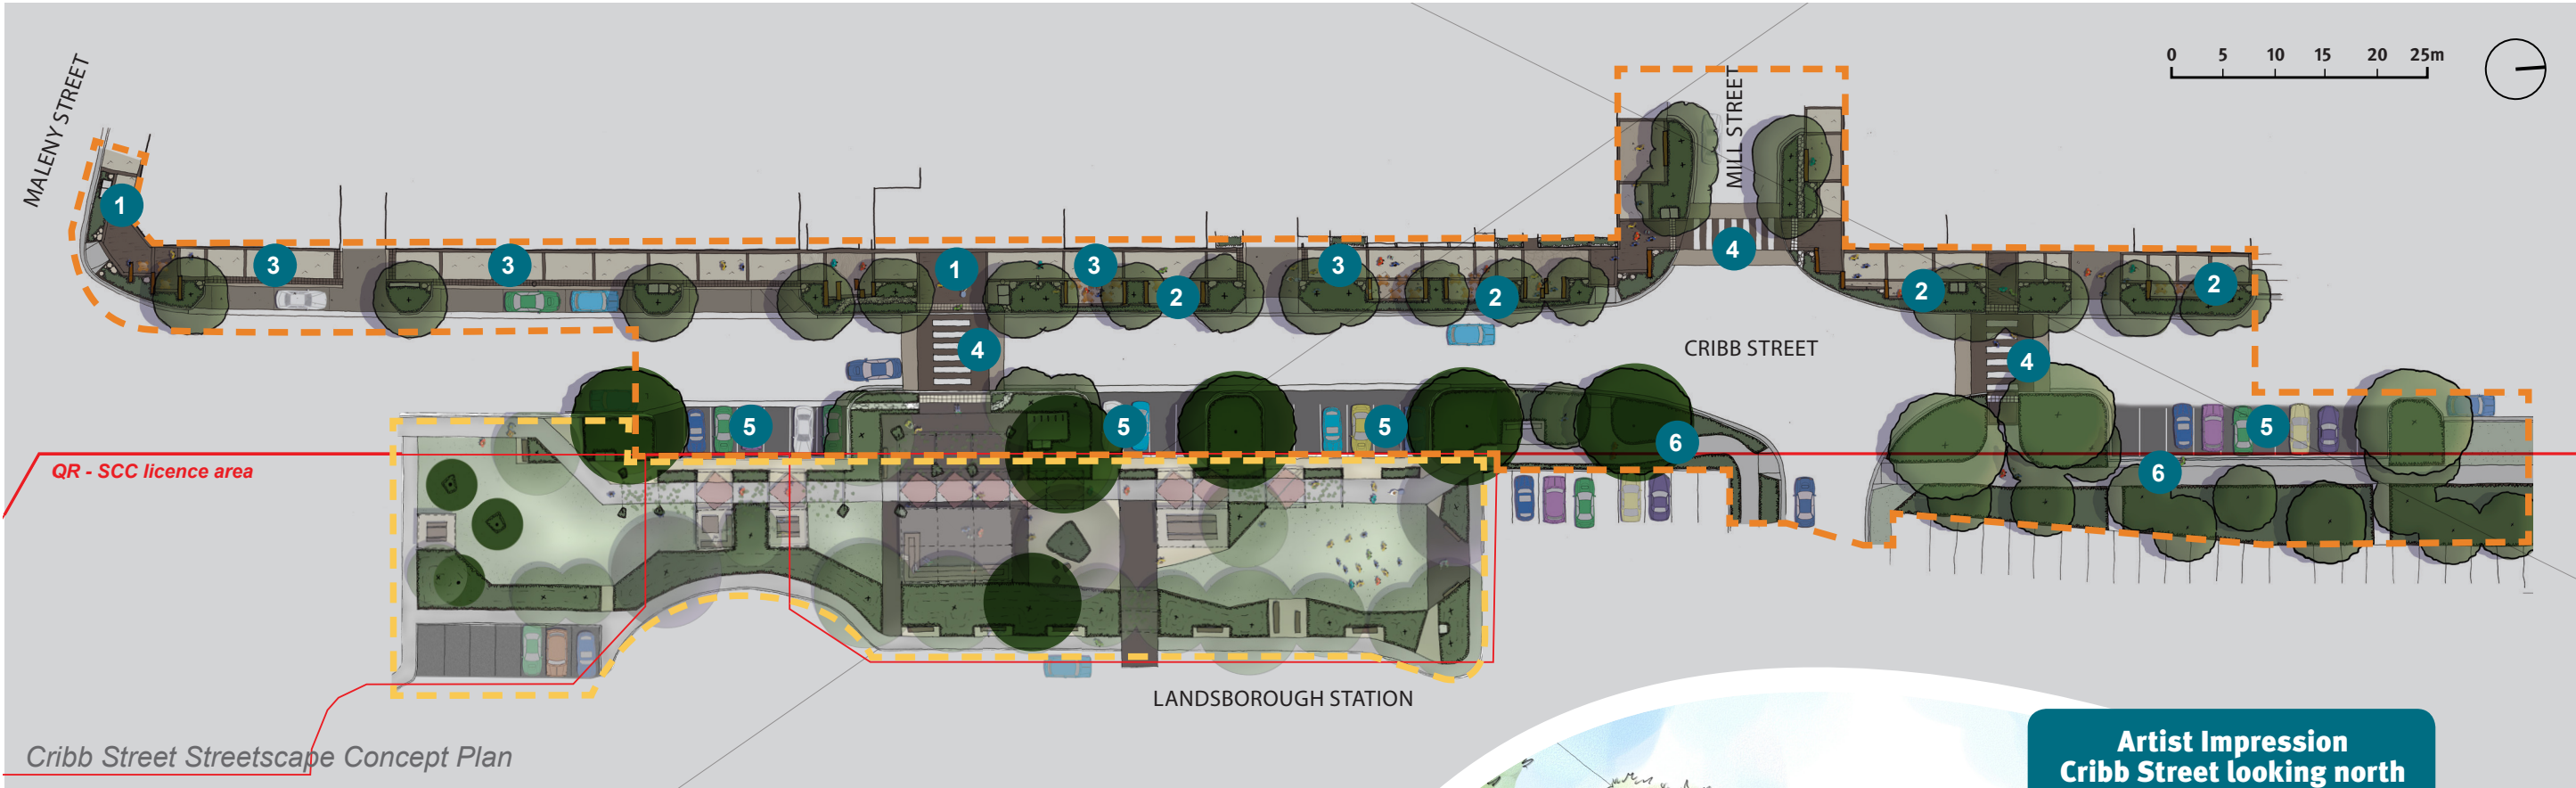 MALENY STREET
MILL STREET
0 5 10 15 20 25m
1
3
3
1
3
2
3
2
4
2
2
4
CRIBB STREET
4
5
5
5
6
5
6
QR - SCC licence area
LANDSBOROUGH STATION
Cribb Street Streetscape Concept Plan
Artist Impression
Cribb Street looking north